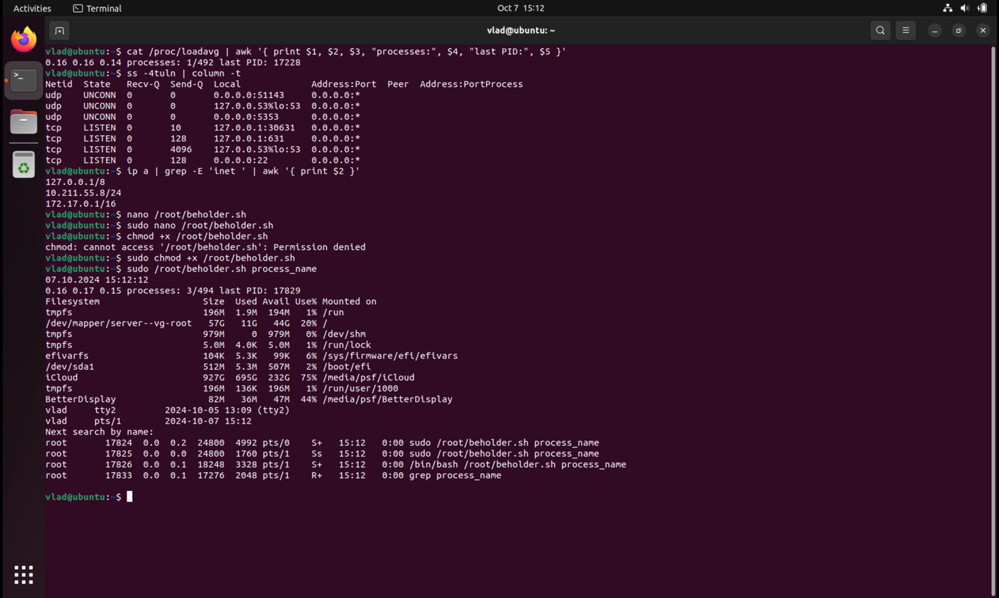 Activities Terminal Oct 7 15:12
vlad@ubuntu: ~
vlad@ubuntu:~$ cat /proc/loadavg | awk '{ print $1, $2, $3, "processes:", $4, "last PID:", $5 }'
0.16 0.16 0.14 processes: 1/492 last PID: 17228
vlad@ubuntu:~$ ss -4tuln | column -t
Netid  State   Recv-Q  Send-Q  Local             Address:Port  Peer  Address:PortProcess
udp    UNCONN  0       0       0.0.0.0:51143     0.0.0.0:*
udp    UNCONN  0       0       127.0.0.53%lo:53  0.0.0.0:*
udp    UNCONN  0       0       0.0.0.0:5353      0.0.0.0:*
tcp    LISTEN  0       10      127.0.0.1:30631   0.0.0.0:*
tcp    LISTEN  0       128     127.0.0.1:631     0.0.0.0:*
tcp    LISTEN  0       4096    127.0.0.53%lo:53  0.0.0.0:*
tcp    LISTEN  0       128     0.0.0.0:22        0.0.0.0:*
vlad@ubuntu:~$ ip a | grep -E 'inet ' | awk '{ print $2 }'
127.0.0.1/8
10.211.55.8/24
172.17.0.1/16
vlad@ubuntu:~$ nano /root/beholder.sh
vlad@ubuntu:~$ sudo nano /root/beholder.sh
vlad@ubuntu:~$ chmod +x /root/beholder.sh
chmod: cannot access '/root/beholder.sh': Permission denied
vlad@ubuntu:~$ sudo chmod +x /root/beholder.sh
vlad@ubuntu:~$ sudo /root/beholder.sh process_name
07.10.2024 15:12:12
0.16 0.17 0.15 processes: 3/494 last PID: 17829
Filesystem                   Size  Used Avail Use% Mounted on
tmpfs                        196M  1.9M  194M   1% /run
/dev/mapper/server--vg-root   57G   11G   44G  20% /
tmpfs                        979M     0  979M   0% /dev/shm
tmpfs                        5.0M  4.0K  5.0M   1% /run/lock
efivarfs                     104K  5.3K   99K   6% /sys/firmware/efi/efivars
/dev/sda1                    512M  5.3M  507M   2% /boot/efi
iCloud                       927G  695G  232G  75% /media/psf/iCloud
tmpfs                        196M  136K  196M   1% /run/user/1000
BetterDisplay                 82M   36M   47M  44% /media/psf/BetterDisplay
vlad     tty2         2024-10-05 13:09 (tty2)
vlad     pts/1        2024-10-07 15:12
Next search by name:
root       17824  0.0  0.2  24800  4992 pts/0    S+   15:12   0:00 sudo /root/beholder.sh process_name
root       17825  0.0  0.0  24800  1760 pts/1    Ss   15:12   0:00 sudo /root/beholder.sh process_name
root       17826  0.0  0.1  18248  3328 pts/1    S+   15:12   0:00 /bin/bash /root/beholder.sh process_name
root       17833  0.0  0.1  17276  2048 pts/1    R+   15:12   0:00 grep process_name
vlad@ubuntu:~$